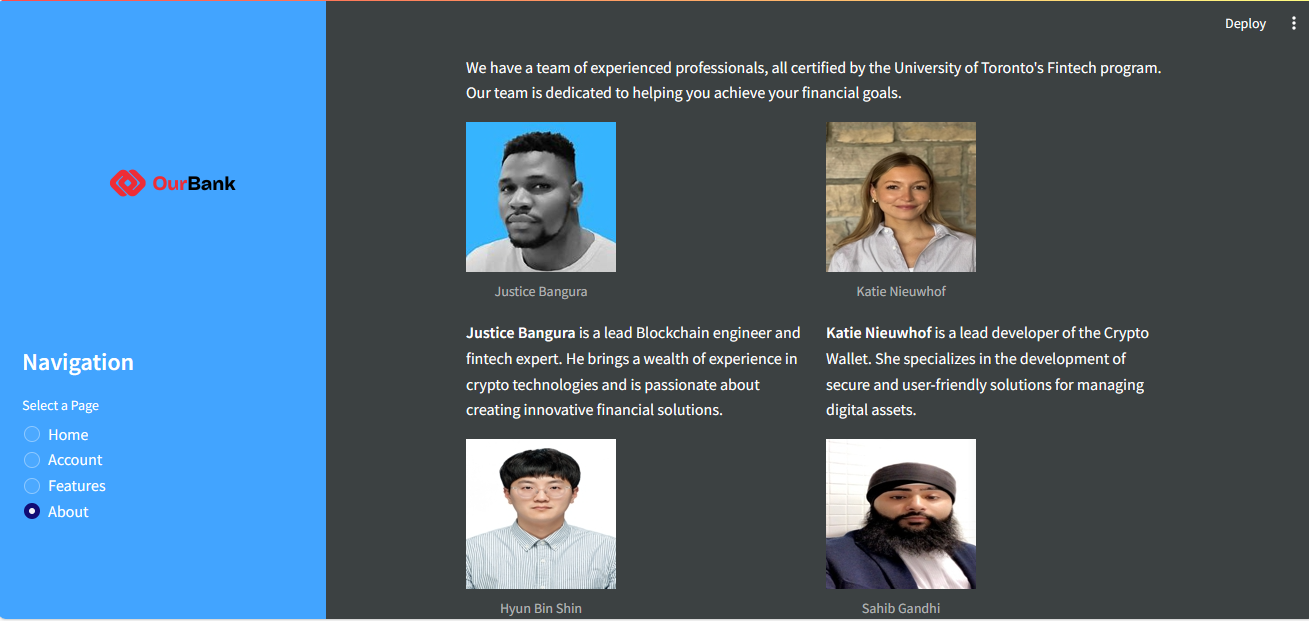 Deploy
We have a team of experienced professionals, all certified by the University of Toronto's Fintech program.
Our team is dedicated to helping you achieve your financial goals.
OurBank
Justice Bangura
Katie Nieuwhof
Justice Bangura is a lead Blockchain engineer and
fintech expert. He brings a wealth of experience in
crypto technologies and is passionate about
creating innovative financial solutions.
Katie Nieuwhof is a lead developer of the Crypto
Wallet. She specializes in the development of
secure and user-friendly solutions for managing
digital assets.
Navigation
Select a Page
Home
Account
Features
About
Hyun Bin Shin
Sahib Gandhi